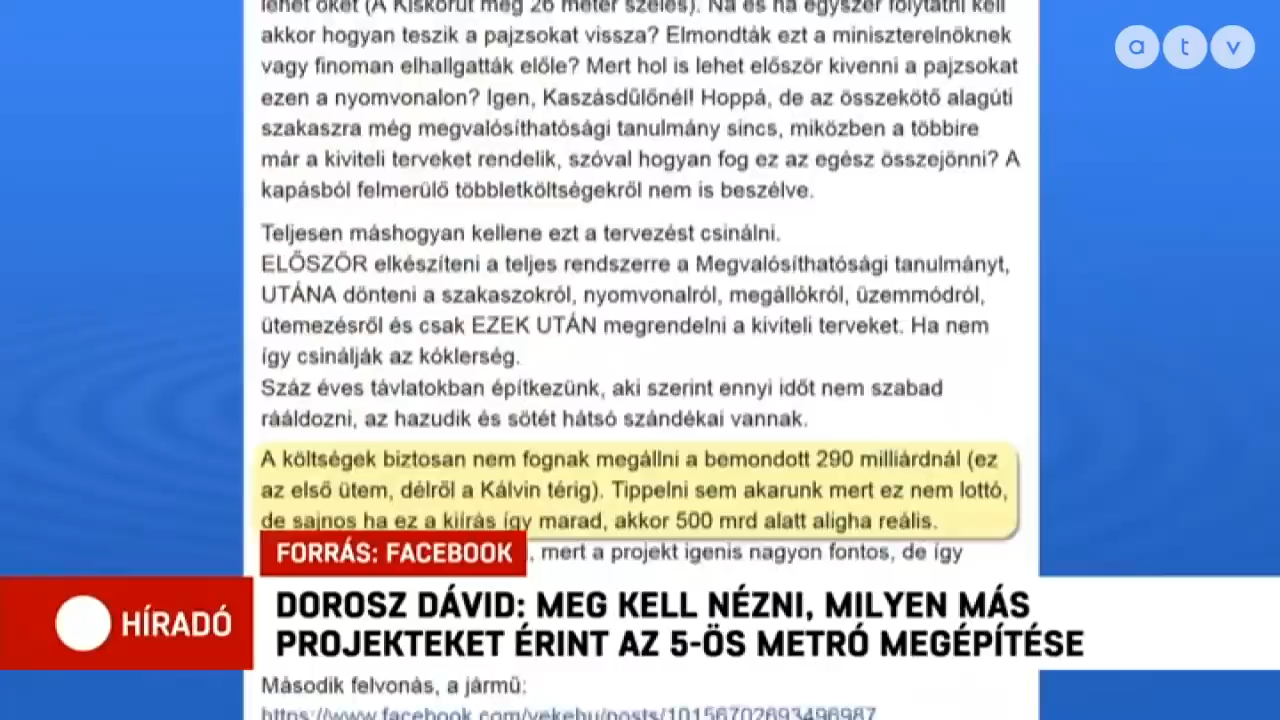 lehet őket (A Kiskörút még 26 méter széles). Na és ha egyszer folytatni kell
akkor hogyan teszik a pajzsokat vissza? Elmondták ezt a miniszterelnöknek
vagy finoman elhallgatták előle? Mert hol is lehet először kivenni a pajzsokat
ezen a nyomvonalon? Igen, Kaszásdűlőnél! Hoppá, de az összekötő alagúti
szakaszra még megvalósíthatósági tanulmány sincs, miközben a többire
már a kiviteli terveket rendelik, szóval hogyan fog ez az egész összejönni? A
kapásból felmerülő többletköltségekről nem is beszélve.
Teljesen máshogyan kellene ezt a tervezést csinálni.
ELŐSZÖR elkészíteni a teljes rendszerre a Megvalósíthatósági tanulmányt,
UTÁNA dönteni a szakaszokról, nyomvonalról, megállókról, üzemmódról,
ütemezésről és csak EZEK UTÁN megrendelni a kiviteli terveket. Ha nem
így csinálják az kóklerség.
Száz éves távlatokban építkezünk, aki szerint ennyi időt nem szabad
rááldozni, az hazudik és sötét hátsó szándékai vannak.
A költségek biztosan nem fognak megállni a bemondott 290 milliárdnál (ez
az első ütem, délről a Kálvin térig). Tippelni sem akarunk mert ez nem lottó,
de sajnos ha ez a kiírás így marad, akkor 500 mrd alatt aligha reális.
, mert a projekt igenis nagyon fontos, de így
FORRÁS: FACEBOOK
HÍRADÓ
DOROSZ DÁVID: MEG KELL NÉZNI, MILYEN MÁS
PROJEKTEKET ÉRINT AZ 5-ÖS METRÓ MEGÉPÍTÉSE
Második felvonás, a jármű:
https://www.facebook.com/vekehu/posts/10156702693496987
atv